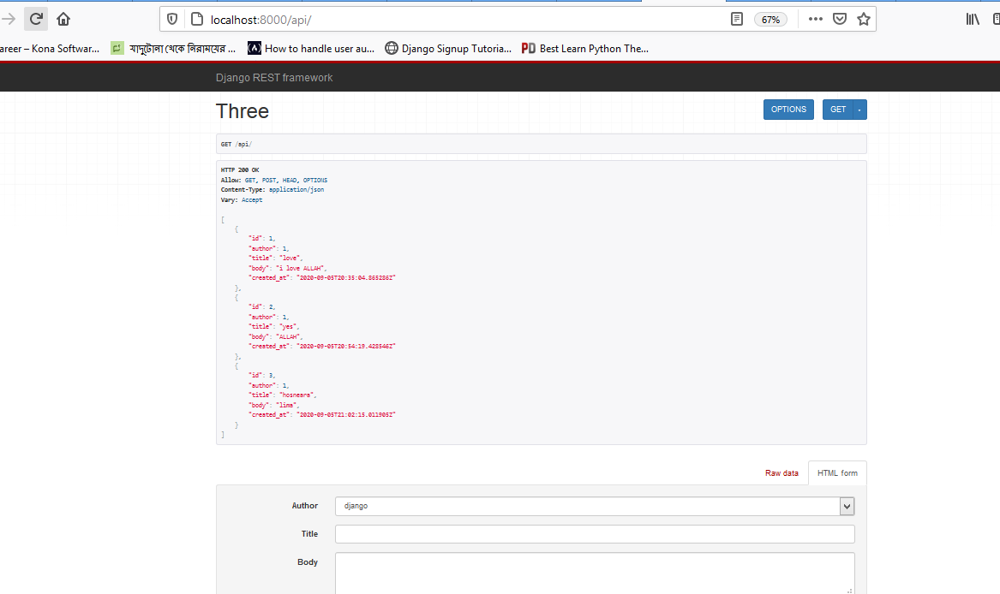 localhost:8000/api/
67%
areer – Kona Softwar...
যাদুটোনা থেকে নিরাময়ের ...
How to handle user au...
Django Signup Tutoria...
PD Best Learn Python The...
Django REST framework
Three
OPTIONS
GET
GET /api/
HTTP 200 OK
Allow: GET, POST, HEAD, OPTIONS
Content-Type: application/json
Vary: Accept
[
{
"id": 1,
"author": 1,
"title": "love",
"body": "i love ALLAH",
"created_at": "2020-09-05T20:35:04.865286Z"
},
{
"id": 2,
"author": 1,
"title": "yes",
"body": "ALLAH",
"created_at": "2020-09-05T20:54:19.428546Z"
},
{
"id": 3,
"author": 1,
"title": "hosneara",
"body": "lima",
"created_at": "2020-09-05T21:02:15.011905Z"
}
]
Raw data
HTML form
Author
django
Title
Body